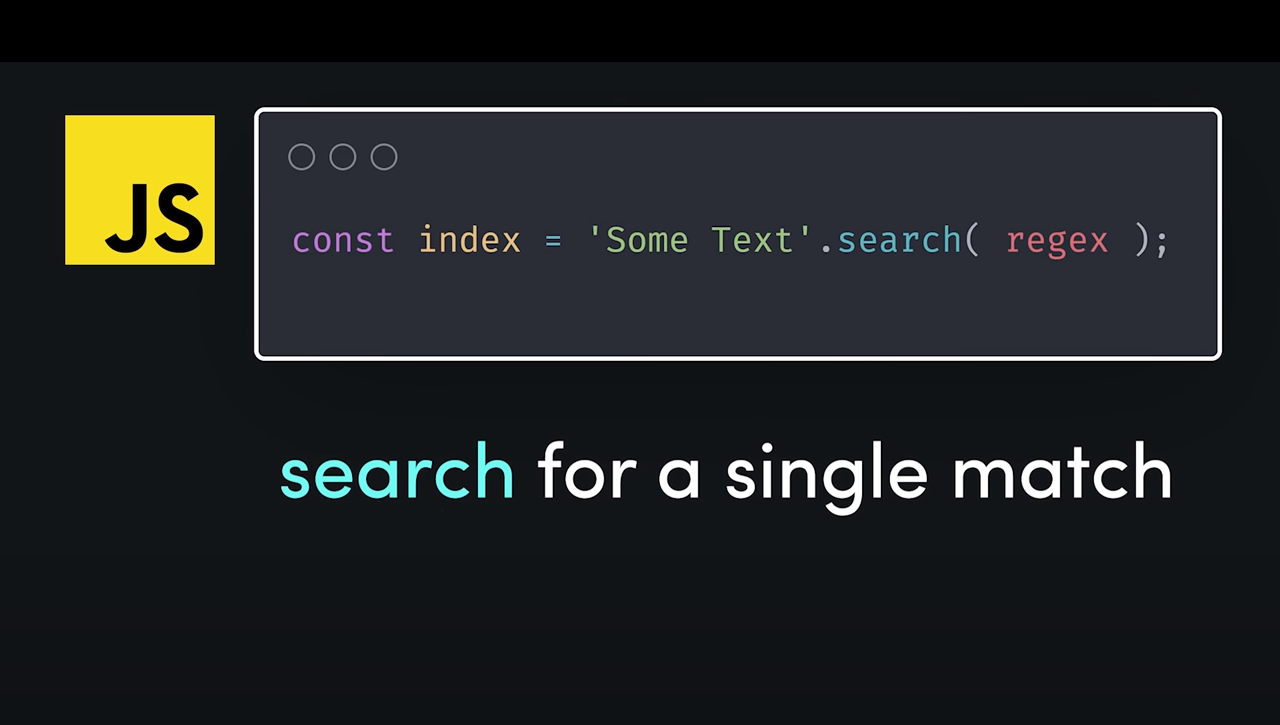 JS
const index = 'Some Text'.search( regex );
search for a single match